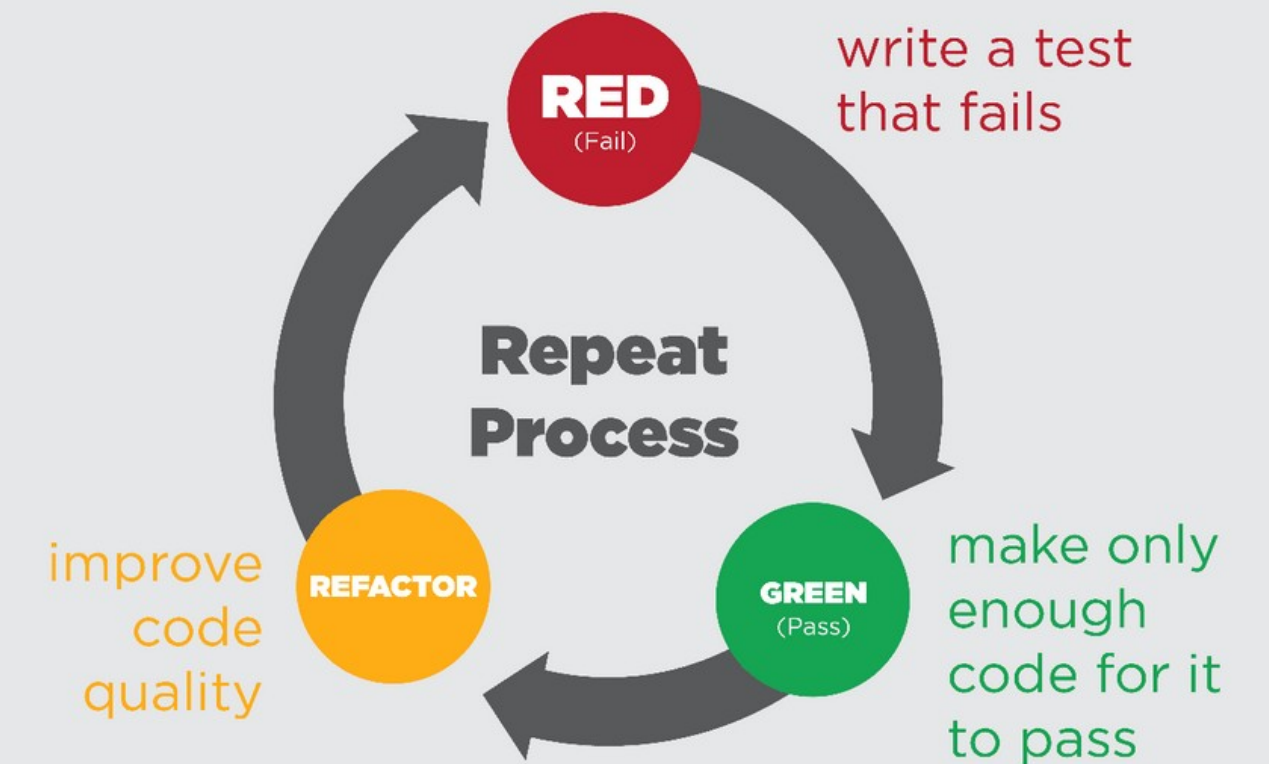 RED
(Fail)
write a test
that fails
Repeat
Process
GREEN
(Pass)
make only
enough
code for it
to pass
REFACTOR
improve
code
quality